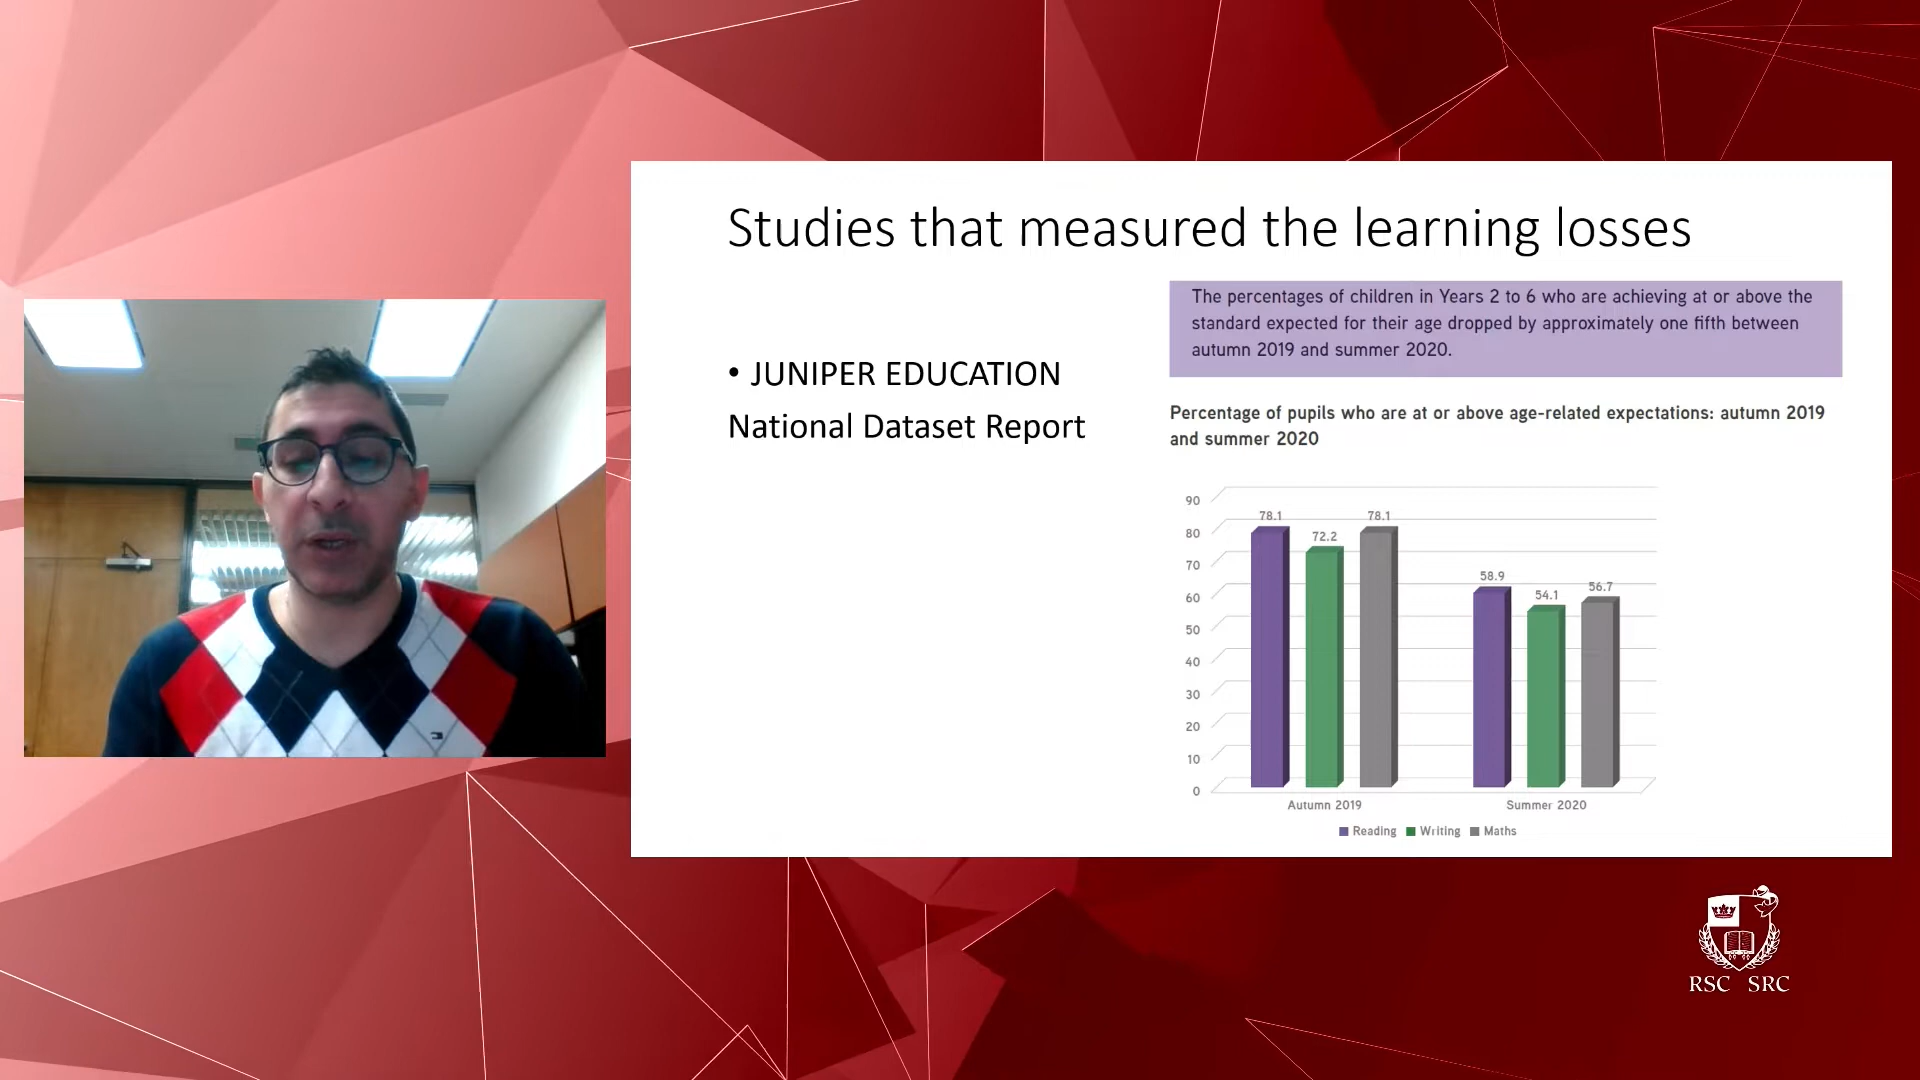 Studies that measured the learning losses
• JUNIPER EDUCATION
National Dataset Report
The percentages of children in Years 2 to 6 who are achieving at or above the
standard expected for their age dropped by approximately one fifth between
autumn 2019 and summer 2020.
Percentage of pupils who are at or above age-related expectations: autumn 2019
and summer 2020
90
80
70
60
50
40
30
20
10
0
78.1
72.2
78.1
58.9
54.1
56.7
Autumn 2019
Summer 2020
Reading Writing Maths
RSC SRC